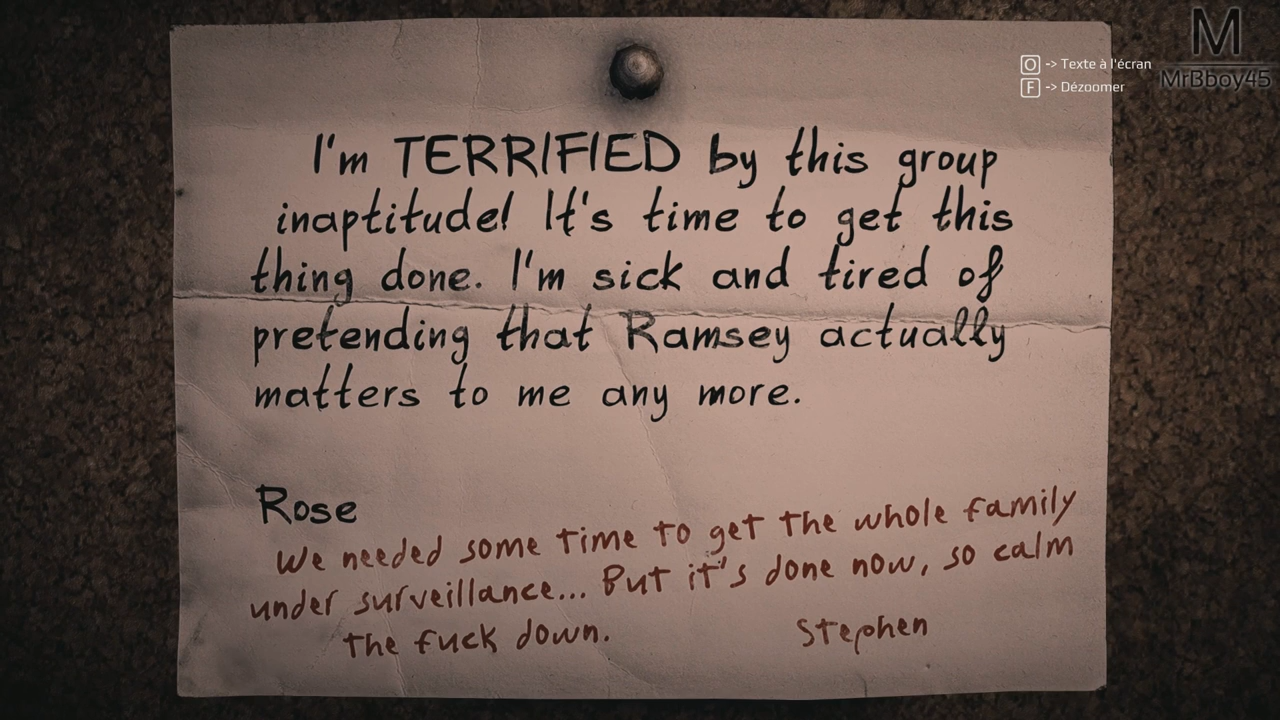 M
MrBboy45
O -> Texte à l'écran
F -> Dézoomer
I'm TERRIFIED by this group
inaptitude! It's time to get this
thing done. I'm sick and tired of
pretending that Ramsey actually
matters to me any more.
Rose
We needed some time to get the whole family
under surveillance... But it's done now, so calm
the fuck down.
Stephen